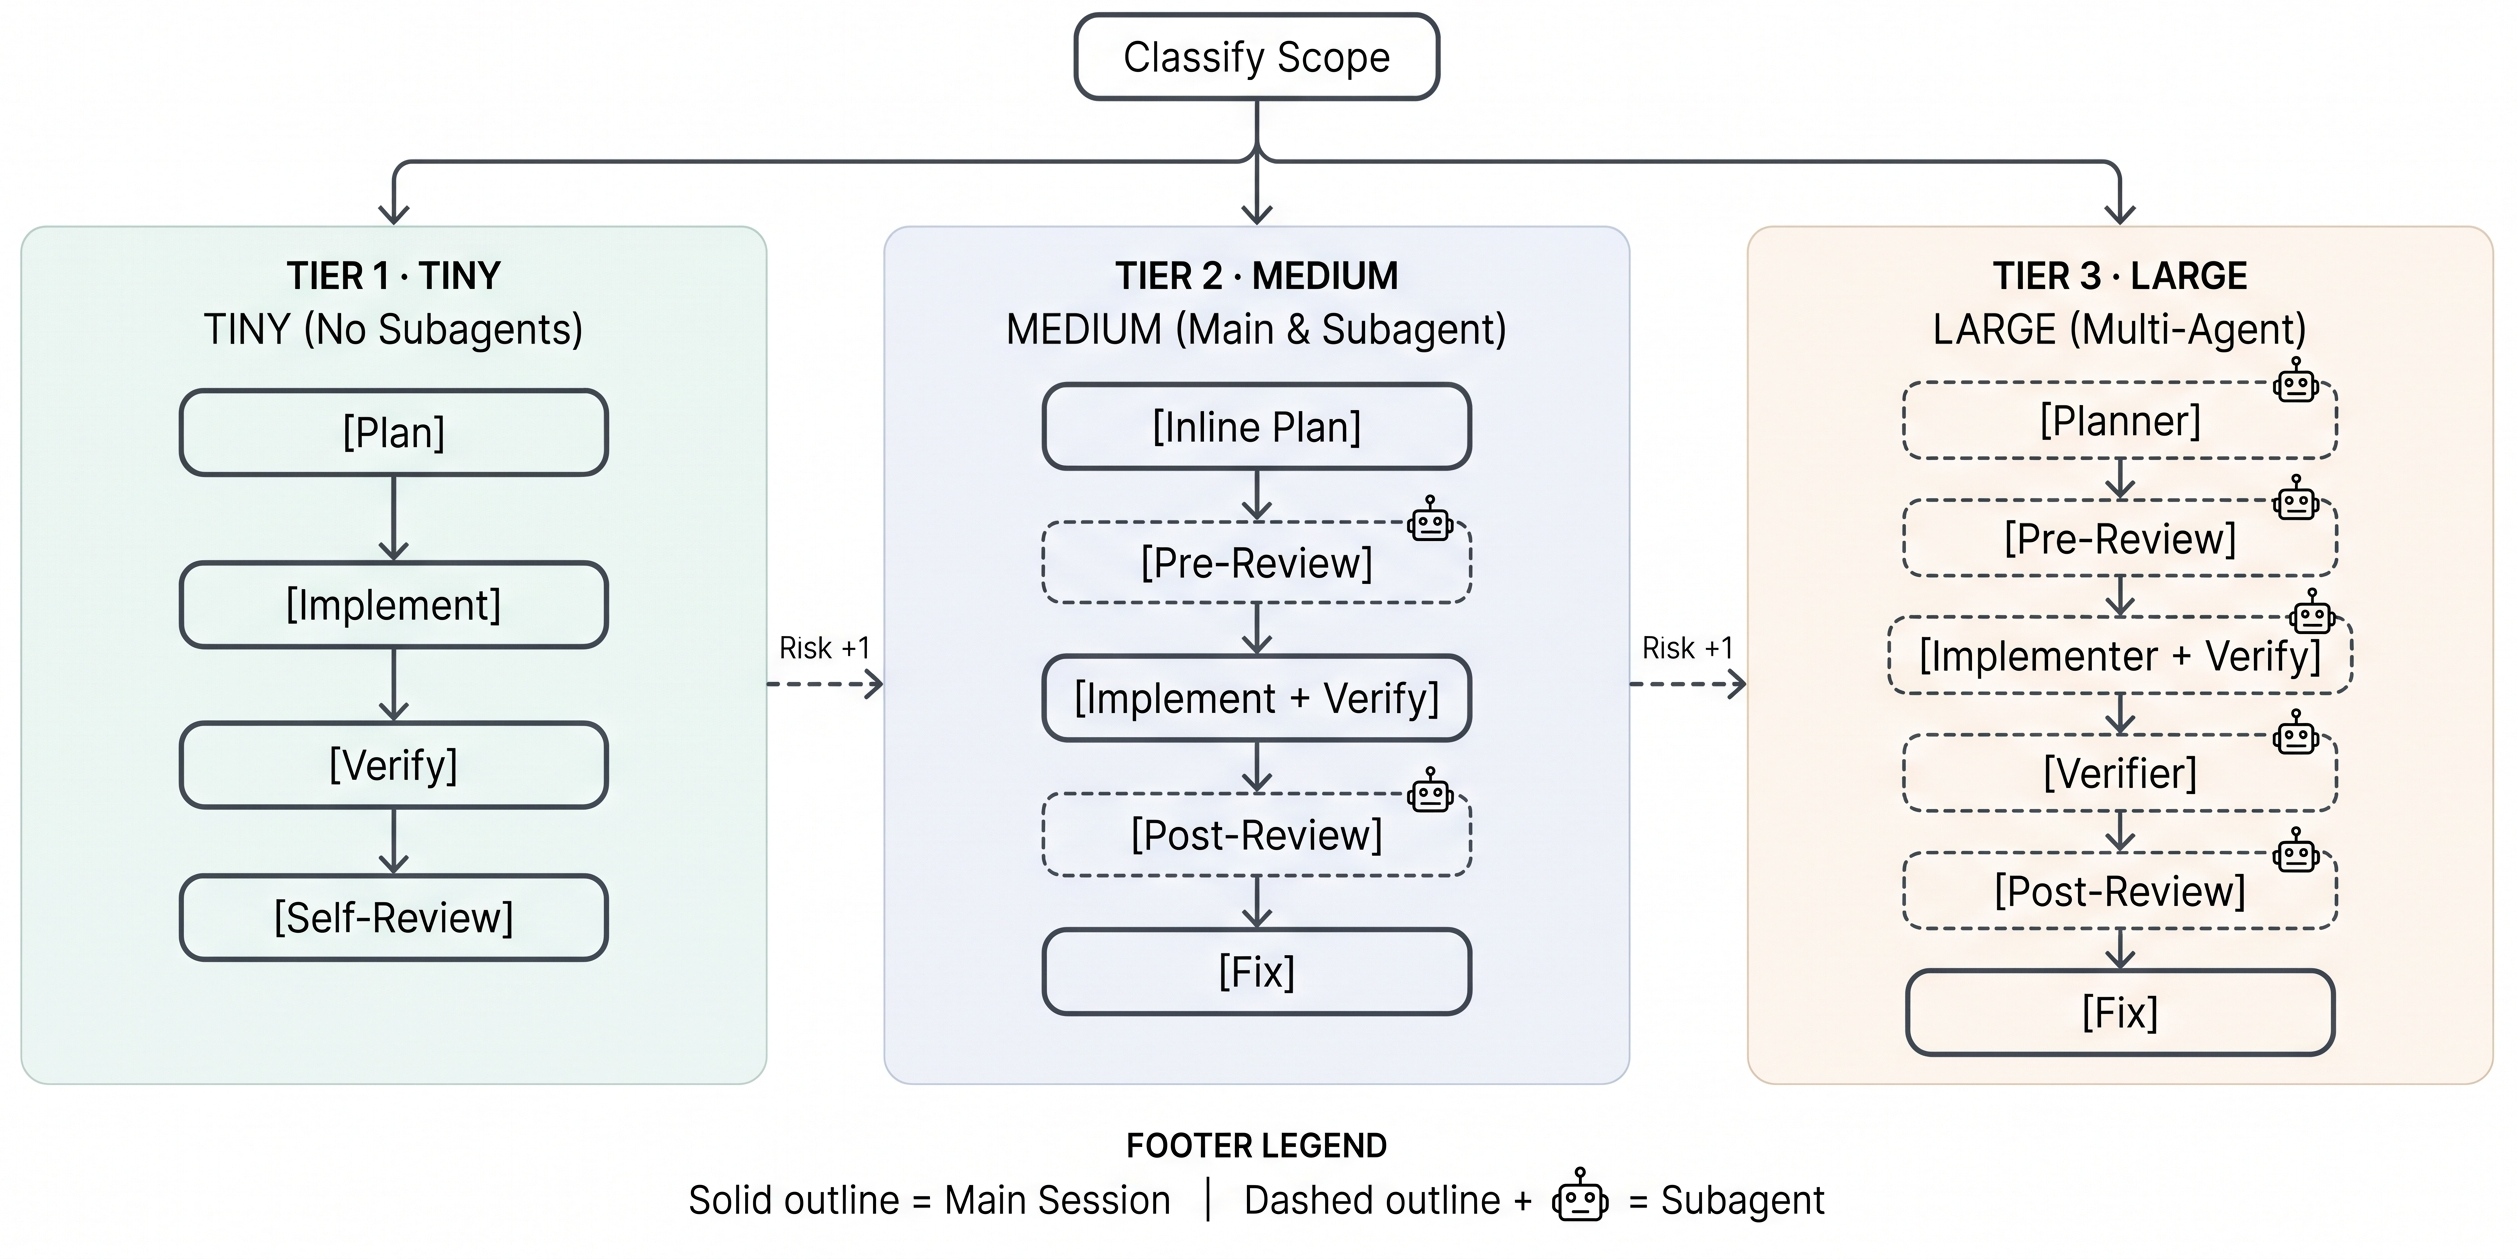 Classify Scope
TIER 1 · TINY
TINY (No Subagents)
[Plan]
[Implement]
[Verify]
[Self-Review]
Risk +1
TIER 2 · MEDIUM
MEDIUM (Main & Subagent)
[Inline Plan]
[Pre-Review]
[Implement + Verify]
[Post-Review]
[Fix]
Risk +1
TIER 3 · LARGE
LARGE (Multi-Agent)
[Planner]
[Pre-Review]
[Implementer + Verify]
[Verifier]
[Post-Review]
[Fix]
FOOTER LEGEND
Solid outline = Main Session | Dashed outline + = Subagent